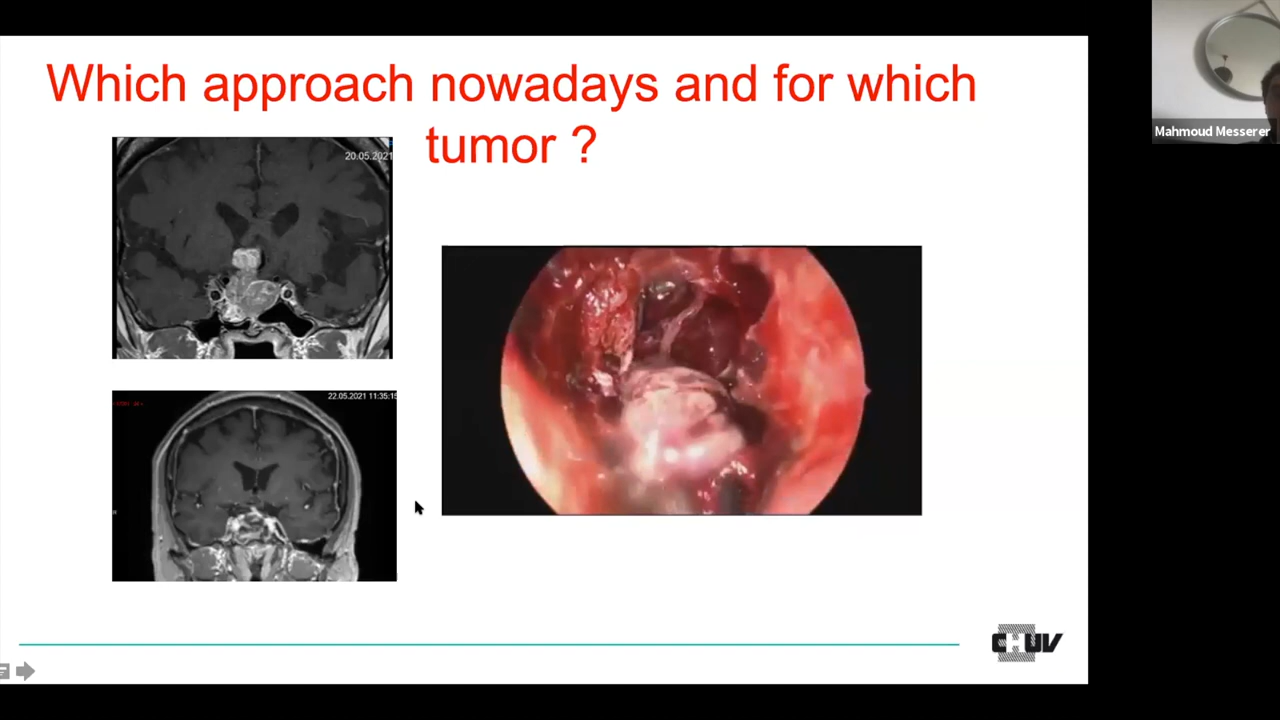 Which approach nowadays and for which
tumor ?
20.05.2021
22.05.2021 11:35:15
CHUV
Mahmoud Messerer